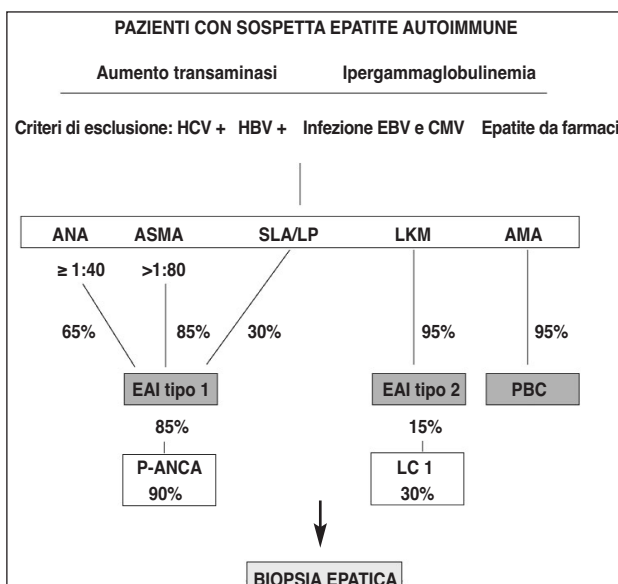 PAZIENTI CON SOSPETTA EPATITE AUTOIMMUNE
Aumento transaminasi Ipergammaglobulinemia
Criteri di esclusione: HCV + HBV + Infezione EBV e CMV Epatite da farmaci
ANA ASMA SLA/LP LKM AMA
≥ 1:40 >1:80
65% 85% 30% 95% 95%
EAI tipo 1 EAI tipo 2 PBC
85% 15%
P-ANCA LC 1
90% 30%
BIOPSIA EPATICA